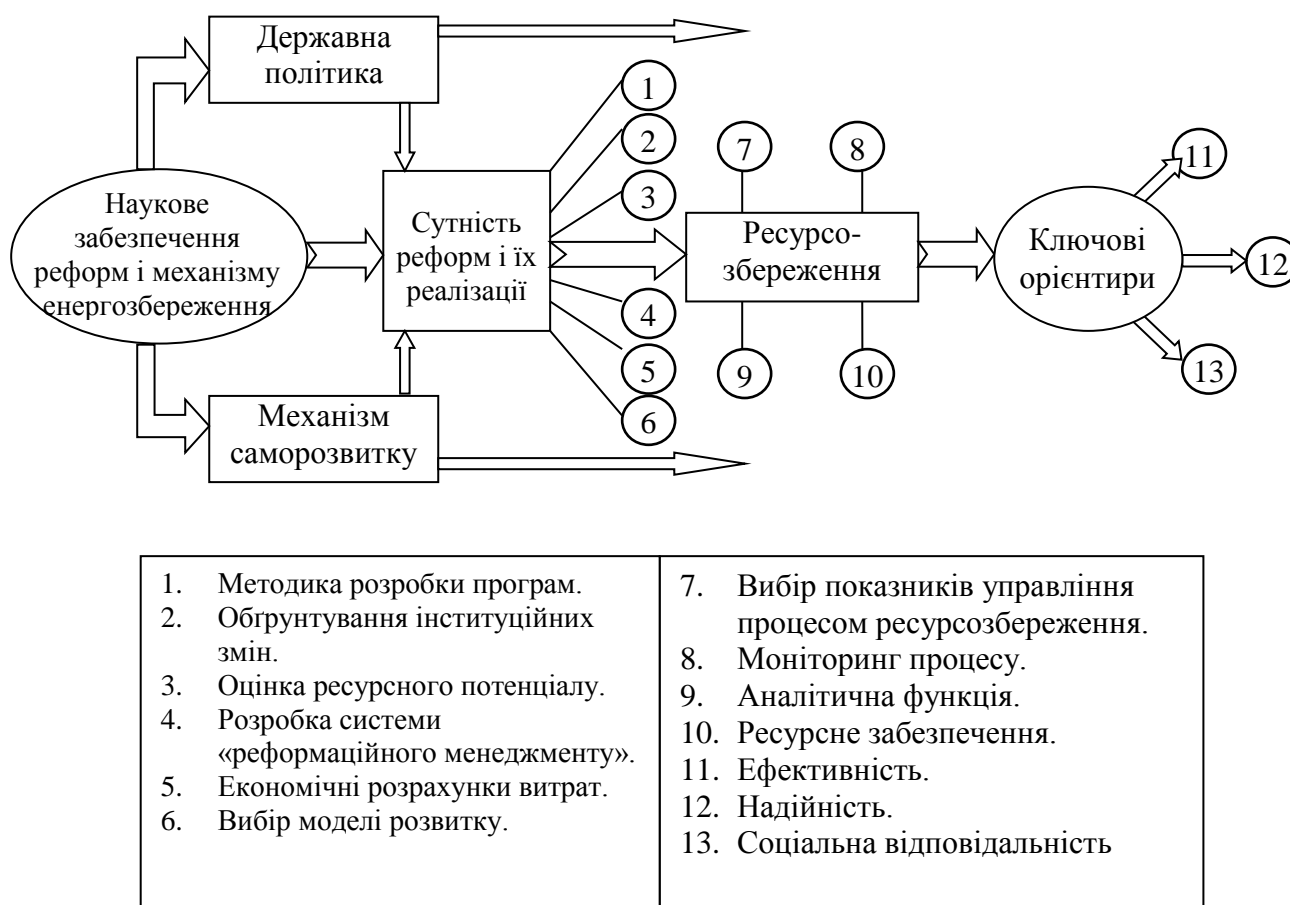 Державна
політика
1
2
3
4
5
6
7
8
9
10
11
12
13
Наукове
забезпечення
реформ і механізму
енергозбереження
Сутність
реформ і їх
реалізації
Ресурсо-
збереження
Ключові
орієнтири
Механізм
саморозвитку
1. Методика розробки програм.
2. Обґрунтування інституційних
змін.
3. Оцінка ресурсного потенціалу.
4. Розробка системи
«реформаційного менеджменту».
5. Економічні розрахунки витрат.
6. Вибір моделі розвитку.
7. Вибір показників управління
процесом ресурсозбереження.
8. Моніторинг процесу.
9. Аналітична функція.
10. Ресурсне забезпечення.
11. Ефективність.
12. Надійність.
13. Соціальна відповідальність